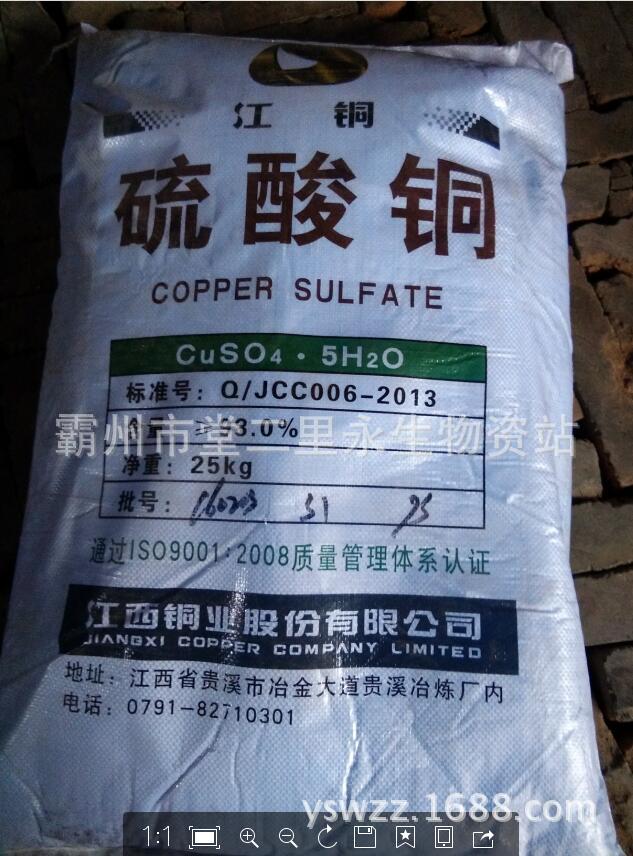 江 铜
硫酸铜
COPPER SULFATE
CuSO4 · 5H2O
标准号: Q/JCC006-2013
含量: 3.0%
霸州市堂二里永生物资站
净重: 25kg
批号:
通过ISO9001:2008质量管理体系认证
江西铜业股份有限公司
JIANGXI COPPER COMPANY LIMITED
地址: 江西省贵溪市冶金大道贵溪冶炼厂内
电话: 0791-82710301
yswzz.1688.com
1:1